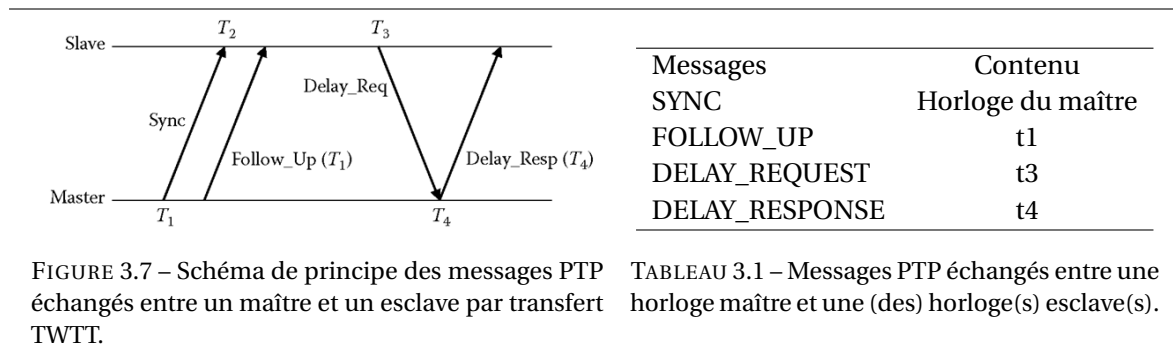 Slave
T2
T3
Sync
Follow_Up (T1)
Delay_Req
Delay_Resp (T4)
Master
T1
T4
FIGURE 3.7 – Schéma de principe des messages PTP
échangés entre un maître et un esclave par transfert
TWTT.
Messages Contenu
SYNC Horloge du maître
FOLLOW_UP t1
DELAY_REQUEST t3
DELAY_RESPONSE t4
TABLEAU 3.1 – Messages PTP échangés entre une
horloge maître et une (des) horloge(s) esclave(s).